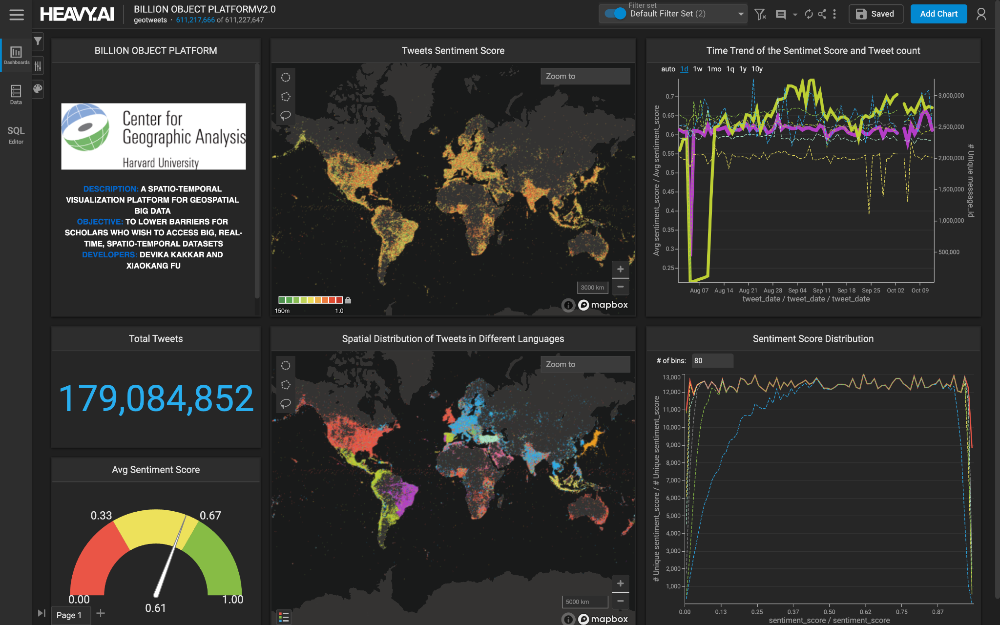 HEAVY.AI
BILLION OBJECT PLATFORMV2.0
geotweets · 611,217,666 of 611,227,647
Filter set
Default Filter Set (2)
Saved
Add Chart
Dashboards
Data
SQL
Editor
BILLION OBJECT PLATFORM
Center for
Geographic Analysis
Harvard University
DESCRIPTION: A SPATIO-TEMPORAL
VISUALIZATION PLATFORM FOR GEOSPATIAL
BIG DATA
OBJECTIVE: TO LOWER BARRIERS FOR
SCHOLARS WHO WISH TO ACCESS BIG, REAL-
TIME, SPATIO-TEMPORAL DATASETS
DEVELOPERS: DEVIKA KAKKAR AND
XIAOKANG FU
Tweets Sentiment Score
Zoom to
3000 km
150m
1.0
mapbox
Time Trend of the Sentimet Score and Tweet count
auto 1d 1w 1mo 1q 1y 10y
0.7
0.65
0.6
0.55
0.5
0.45
0.4
0.35
0.3
0.25
Avg sentiment_score / Avg sentiment_score
3,000,000
2,500,000
2,000,000
1,500,000
1,000,000
500,000
# Unique message_id
Aug 07 Aug 14 Aug 21 Aug 28 Sep 04 Sep 11 Sep 18 Sep 25 Oct 02 Oct 09
tweet_date / tweet_date / tweet_date
Total Tweets
179,084,852
Avg Sentiment Score
0.33
0.67
0.00
1.00
0.61
Page 1
Spatial Distribution of Tweets in Different Languages
Zoom to
5000 km
mapbox
Sentiment Score Distribution
# of bins: 80
13,000
12,000
11,000
10,000
9,000
8,000
7,000
6,000
5,000
4,000
3,000
2,000
1,000
# Unique sentiment_score / # Unique sentiment_score
0.00 0.13 0.25 0.37 0.50 0.62 0.75 0.87
sentiment_score / sentiment_score